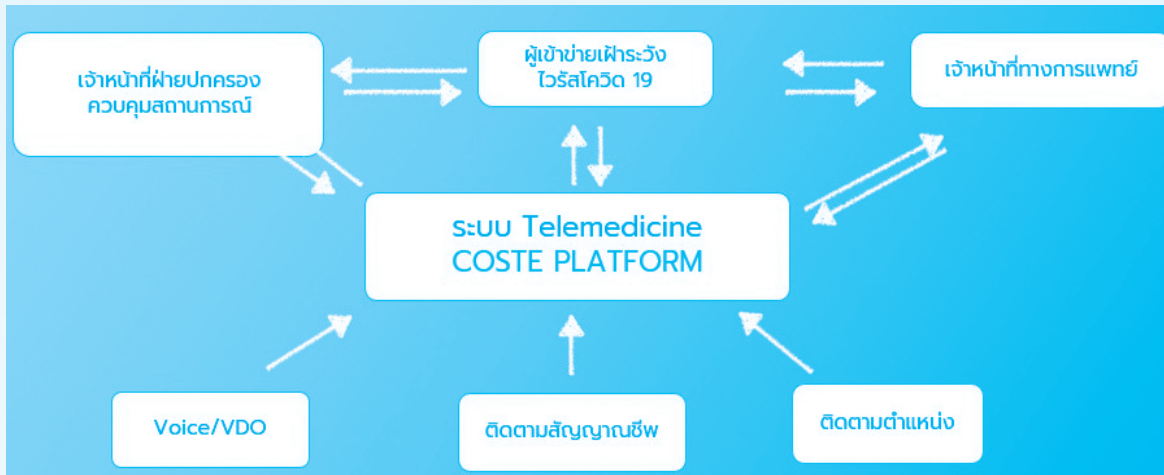 เจ้าหน้าที่ฝ่ายปกครอง
ควบคุมสถานการณ์
ผู้เข้าข่ายเฝ้าระวัง
ไวรัสโควิด 19
เจ้าหน้าที่ทางการแพทย์
ระบบ Telemedicine
COSTE PLATFORM
Voice/VDO
ติดตามสัญญาณชีพ
ติดตามตำแหน่ง